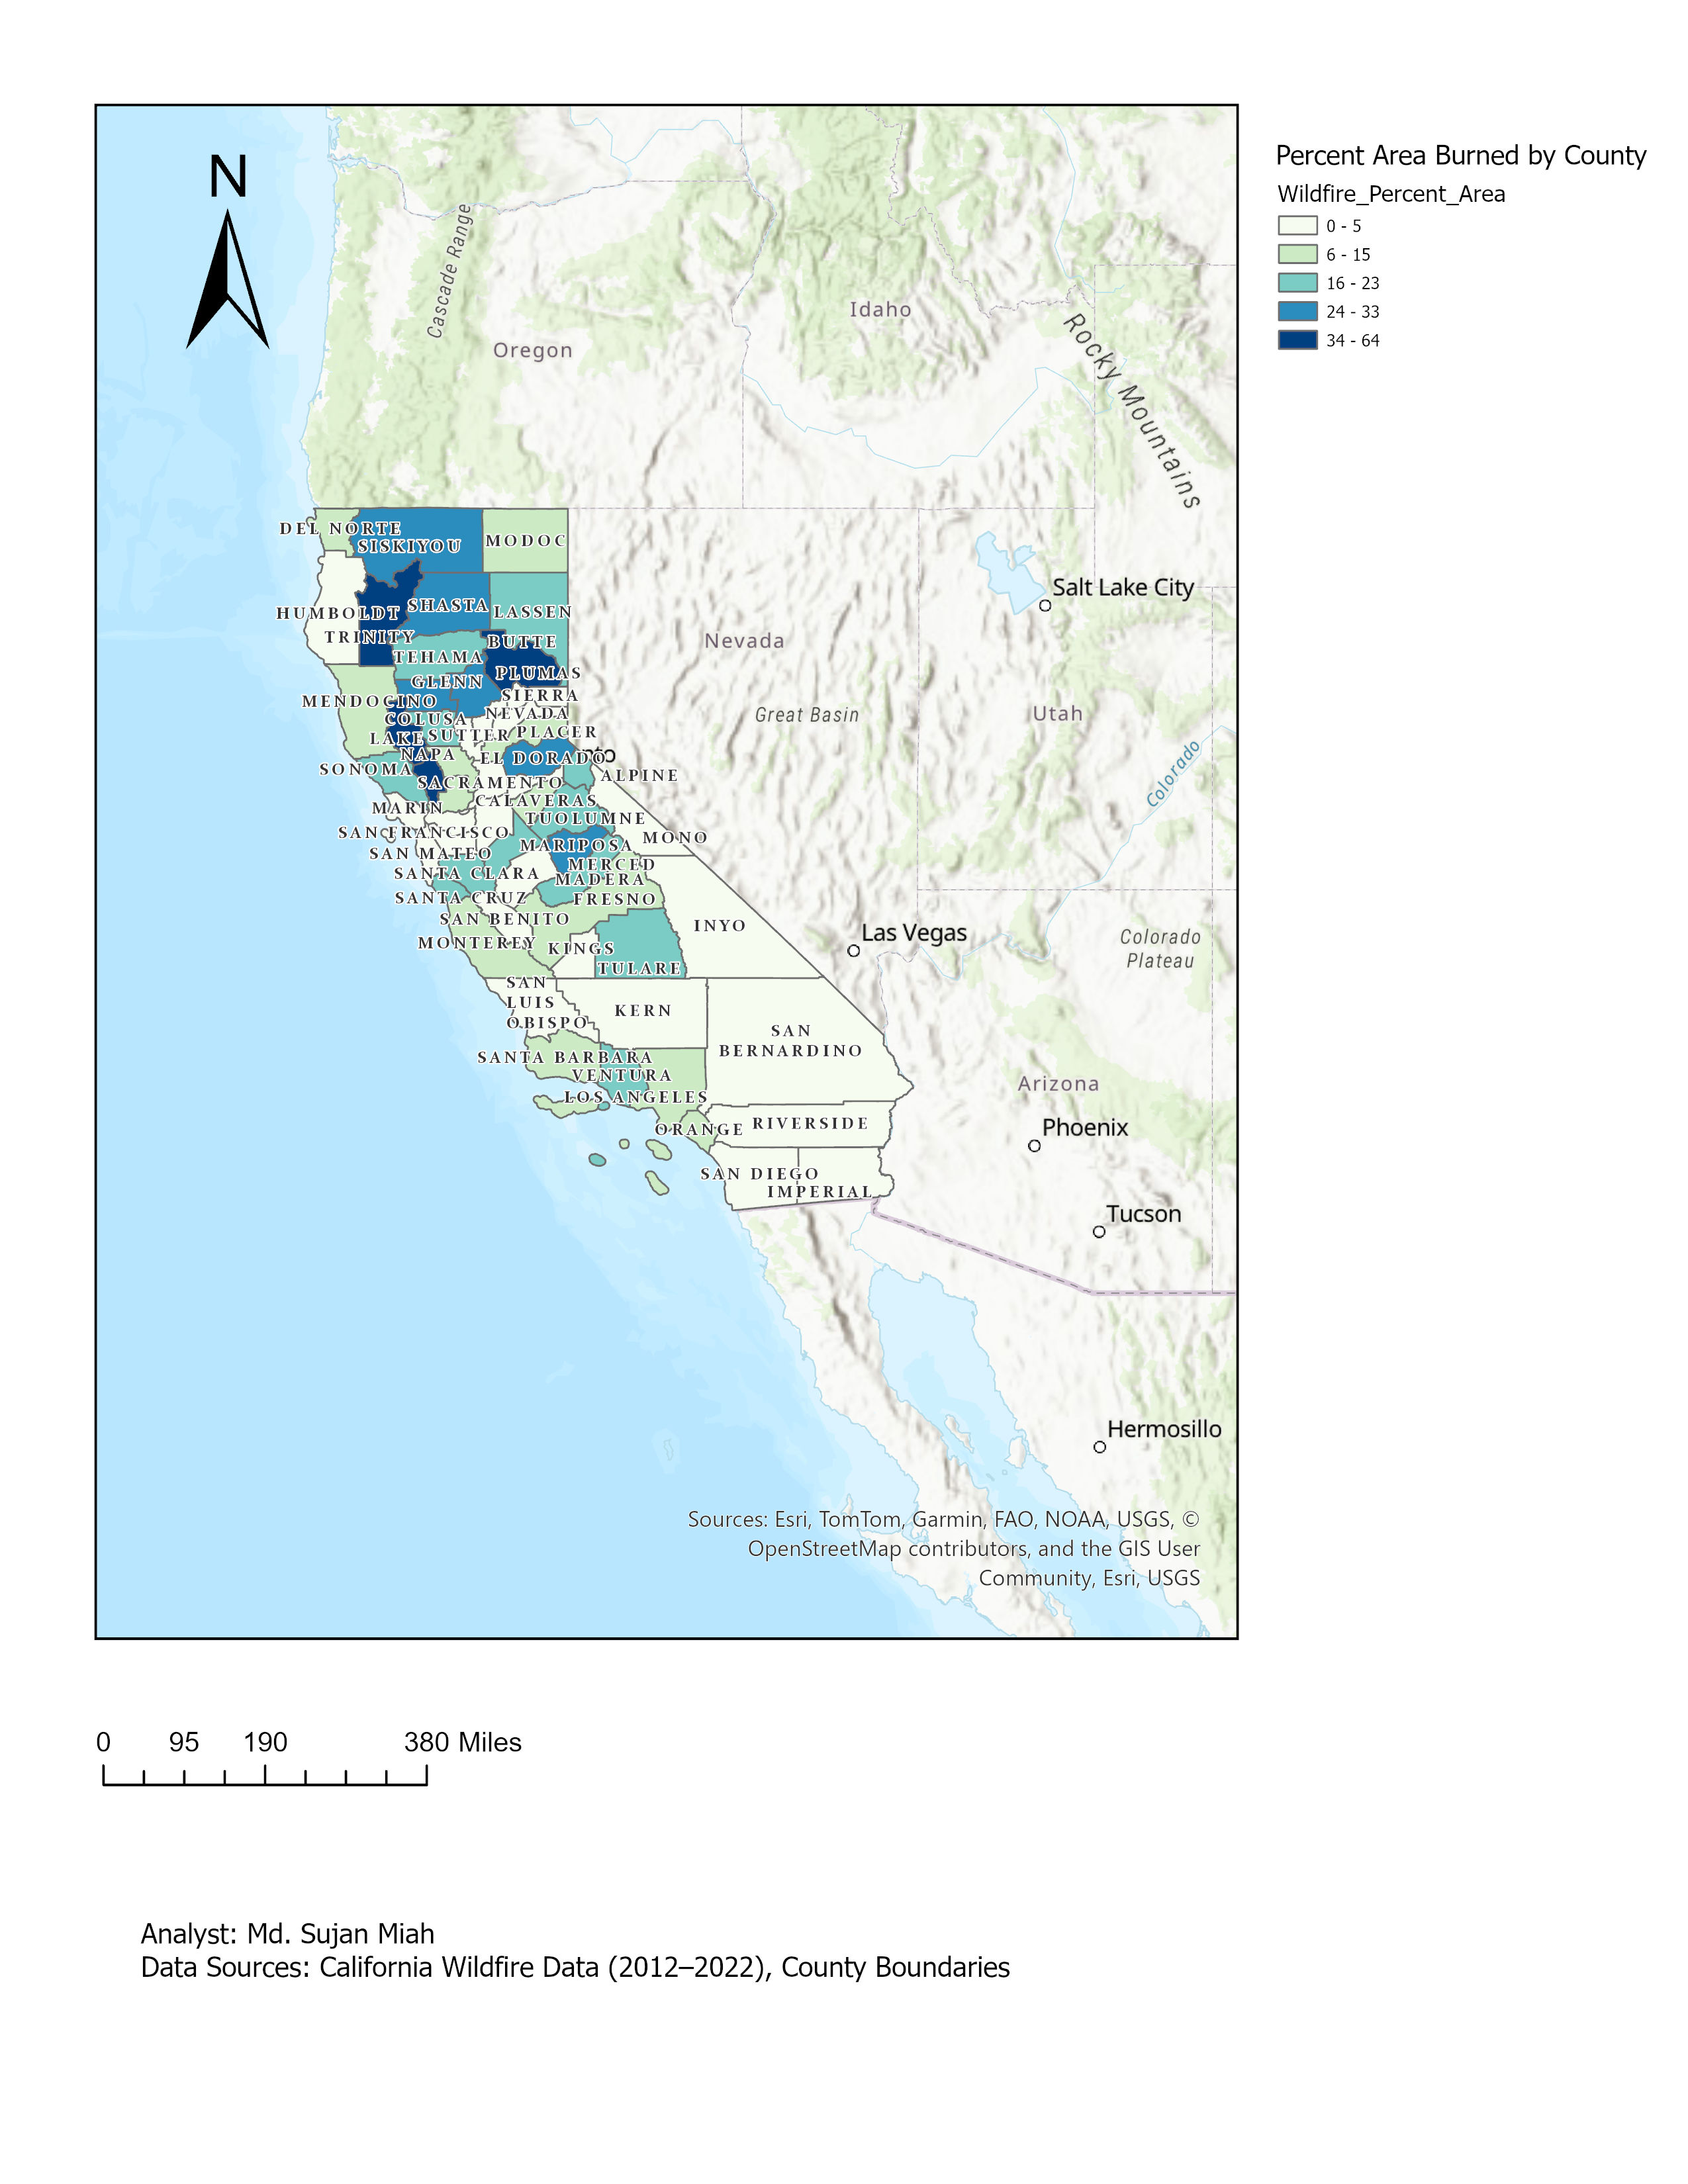 N
Percent Area Burned by County
Wildfire_Percent_Area
0 - 5
6 - 15
16 - 23
24 - 33
34 - 64
Cascade Range
Oregon
Idaho
Rocky Mountains
Salt Lake City
Nevada
Great Basin
Utah
Colorado
Las Vegas
Colorado
Plateau
Arizona
Phoenix
Tucson
Hermosillo
DEL NORTE
SISKIYOU
MODOC
HUMBOLDT
SHASTA
LASSEN
TRINITY
BUTTE
TEHAMA
PLUMAS
GLENN
SIERRA
MENDOCINO
NEVADA
COLUSA
LAKE
SUTTER
PLACER
NAPA
EL DORADO
nto
SONOMA
SACRAMENTO
ALPINE
MARIN
CALAVERAS
TUOLUMNE
SAN FRANCISCO
MONO
MARIPOSA
SAN MATEO
MERCED
SANTA CLARA
MADERA
SANTA CRUZ
FRESNO
SAN BENITO
INYO
MONTEREY
KINGS
TULARE
SAN
LUIS
OBISPO
KERN
SAN
BERNARDINO
SANTA BARBARA
VENTURA
LOS ANGELES
ORANGE
RIVERSIDE
SAN DIEGO
IMPERIAL
Sources: Esri, TomTom, Garmin, FAO, NOAA, USGS, ©
OpenStreetMap contributors, and the GIS User
Community, Esri, USGS
0 95 190 380 Miles
Analyst: Md. Sujan Miah
Data Sources: California Wildfire Data (2012–2022), County Boundaries